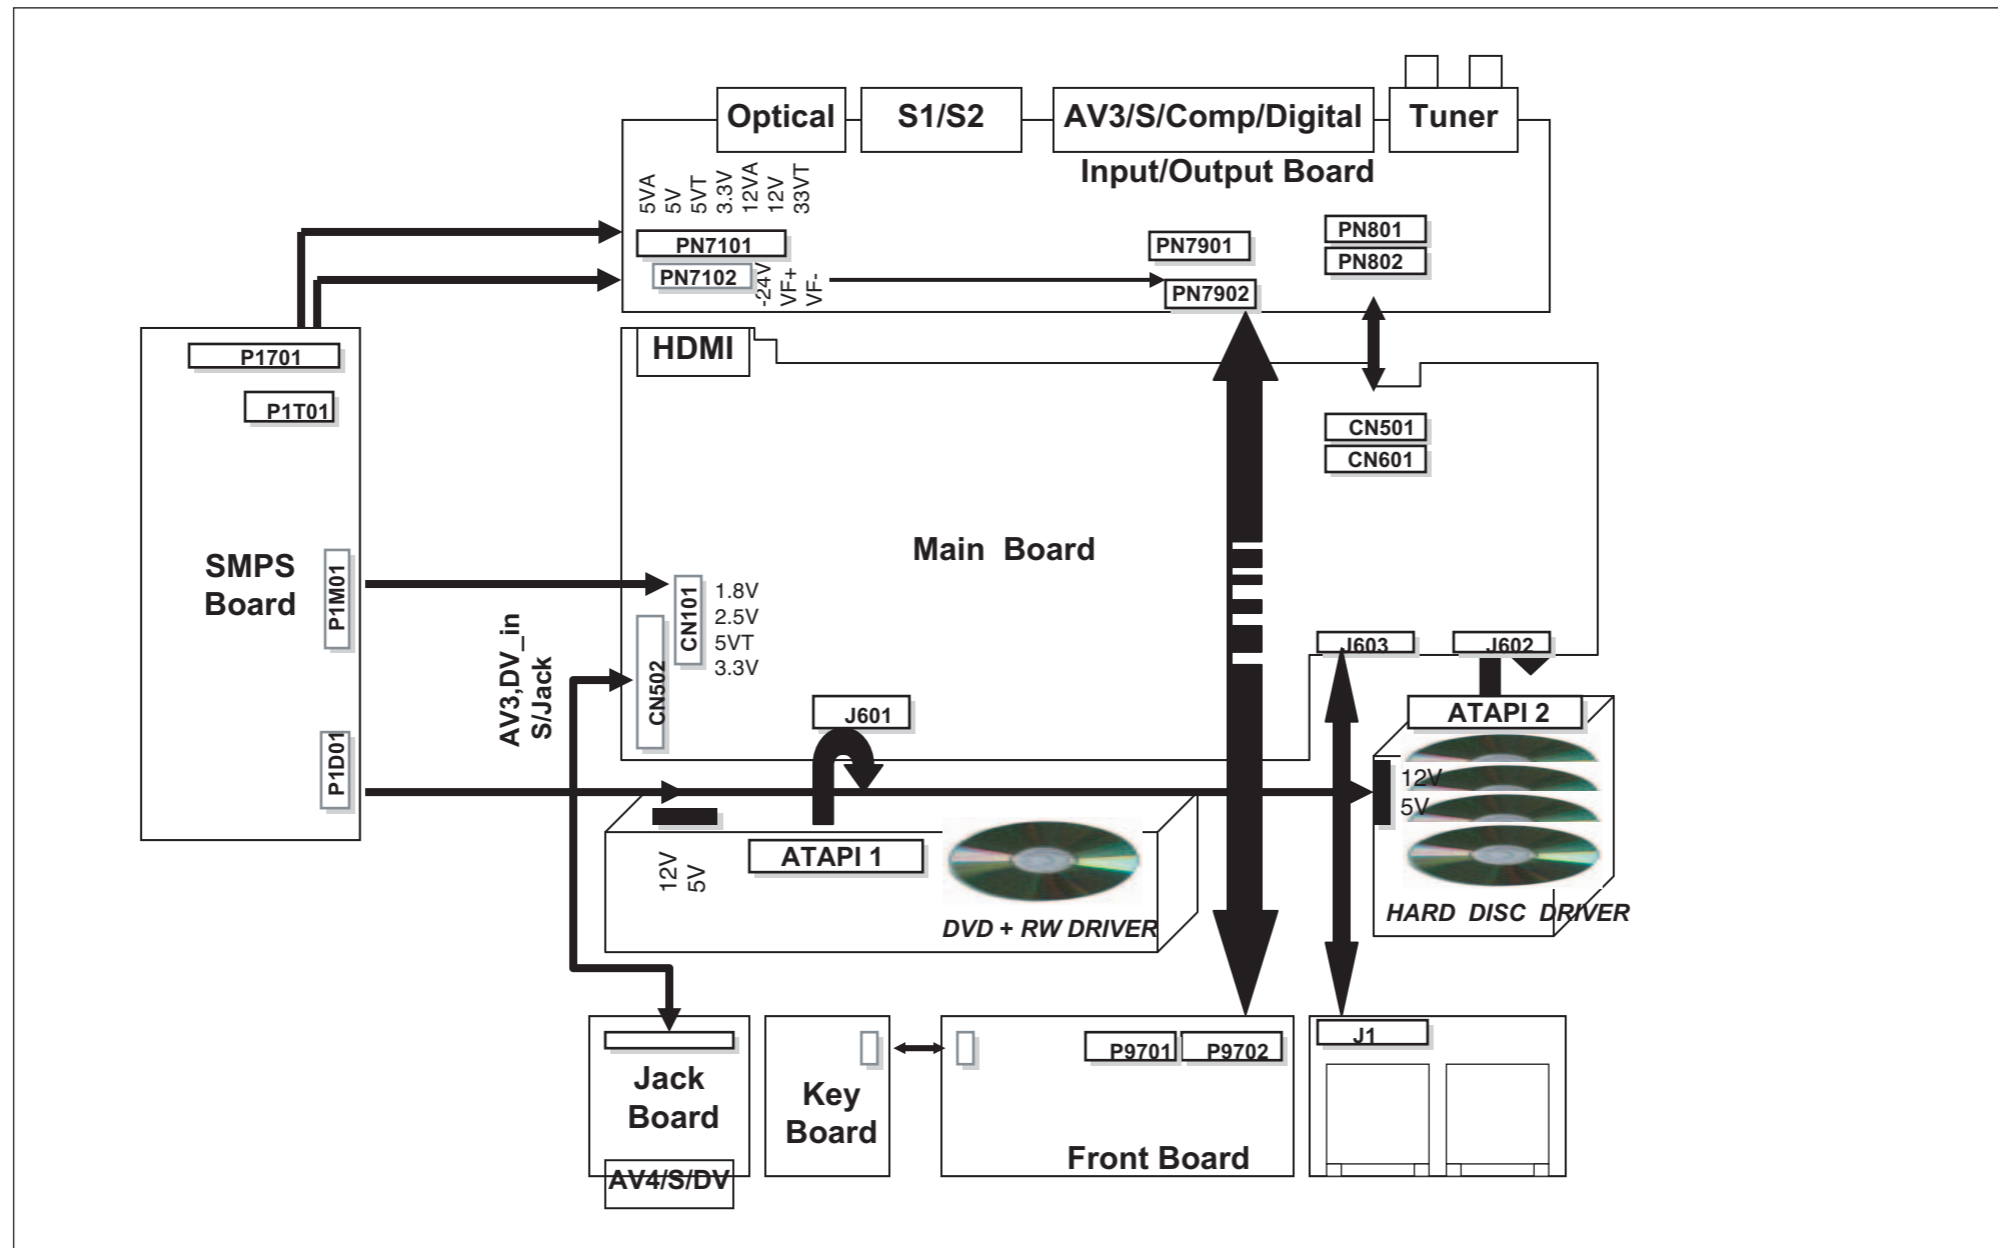 Optical
S1/S2
AV3/S/Comp/Digital
Tuner
Input/Output Board
5VA
5V
5VT
3.3V
12VA
12V
33VT
PN7101
PN7102
-24V
VF+
VF-
PN7901
PN7902
PN801
PN802
P1701
P1T01
SMPS
Board
P1M01
P1D01
HDMI
Main Board
CN501
CN601
CN101
1.8V
2.5V
5VT
3.3V
CN502
AV3,DV_in
S/Jack
J601
J603
J602
ATAPI 2
12V
5V
HARD DISC DRIVER
12V
5V
ATAPI 1
DVD + RW DRIVER
Jack
Board
AV4/S/DV
Key
Board
P9701
P9702
Front Board
J1